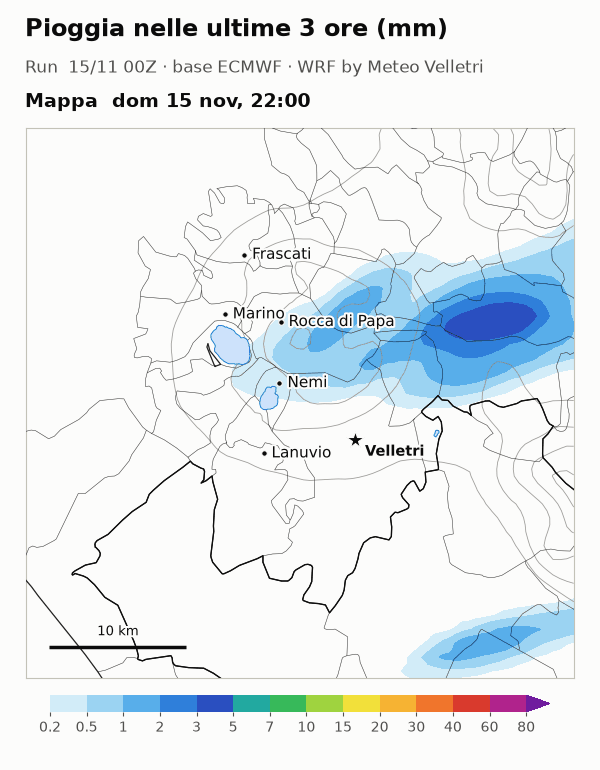 Pioggia nelle ultime 3 ore (mm)
Run  15/11 00Z · base ECMWF · WRF by Meteo Velletri
Mappa  dom 15 nov, 22:00
Frascati
Marino
Rocca di Papa
Nemi
Velletri
Lanuvio
10 km
0.2 0.5 1 2 3 5 7 10 15 20 30 40 60 80